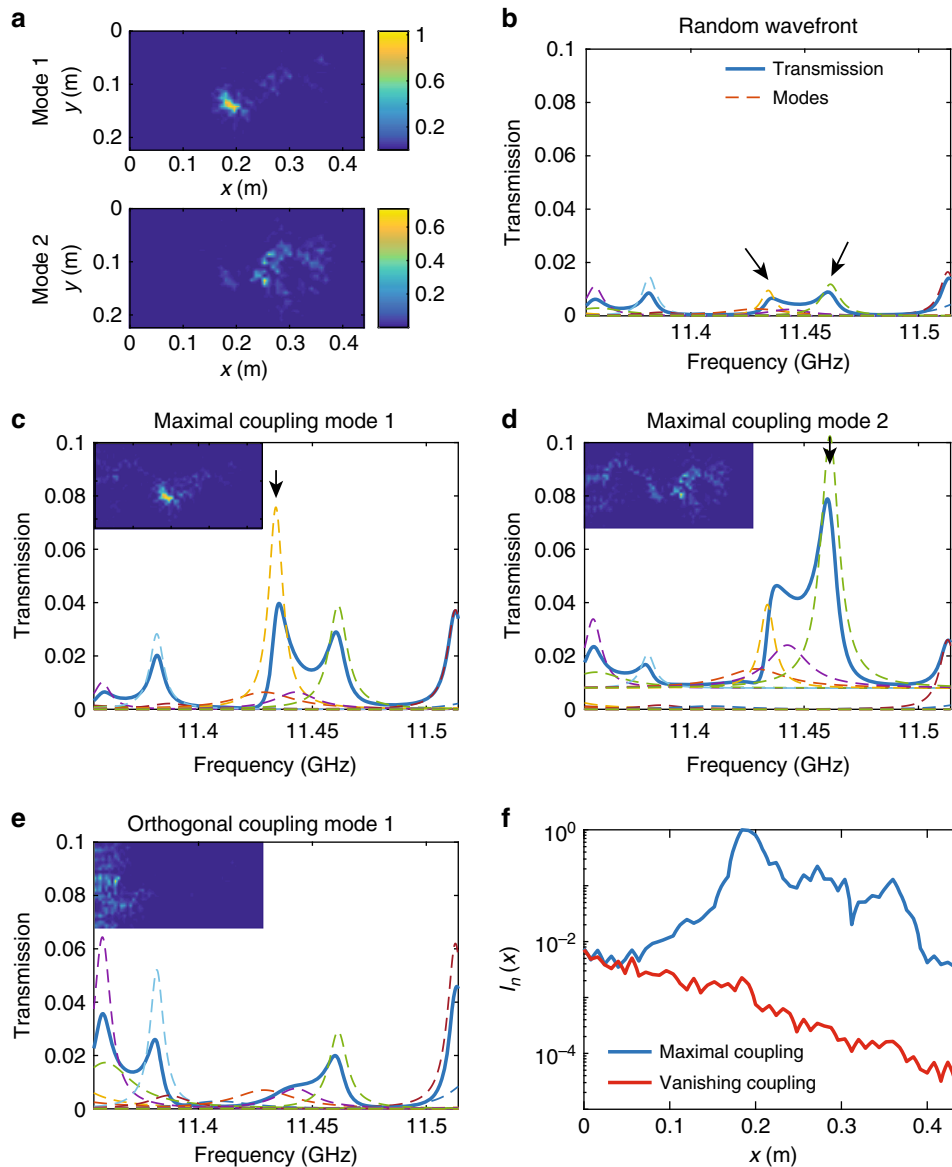 a
0
0.1
0.2
Mode 1
y (m)
0 0.1 0.2 0.3 0.4
x (m)
1
0.6
0.2
0
0.1
0.2
Mode 2
y (m)
0 0.1 0.2 0.3 0.4
x (m)
0.6
0.2
b
Random wavefront
Transmission
Modes
0.1
0.08
0.06
0.04
0.02
0
Transmission
11.4 11.45 11.5
Frequency (GHz)
c
Maximal coupling mode 1
0.1
0.08
0.06
0.04
0.02
0
Transmission
11.4 11.45 11.5
Frequency (GHz)
d
Maximal coupling mode 2
0.1
0.08
0.06
0.04
0.02
0
Transmission
11.4 11.45 11.5
Frequency (GHz)
e
Orthogonal coupling mode 1
0.1
0.08
0.06
0.04
0.02
0
Transmission
11.4 11.45 11.5
Frequency (GHz)
f
10⁰
10⁻²
10⁻⁴
Iₙ(x)
Maximal coupling
Vanishing coupling
0 0.1 0.2 0.3 0.4
x (m)